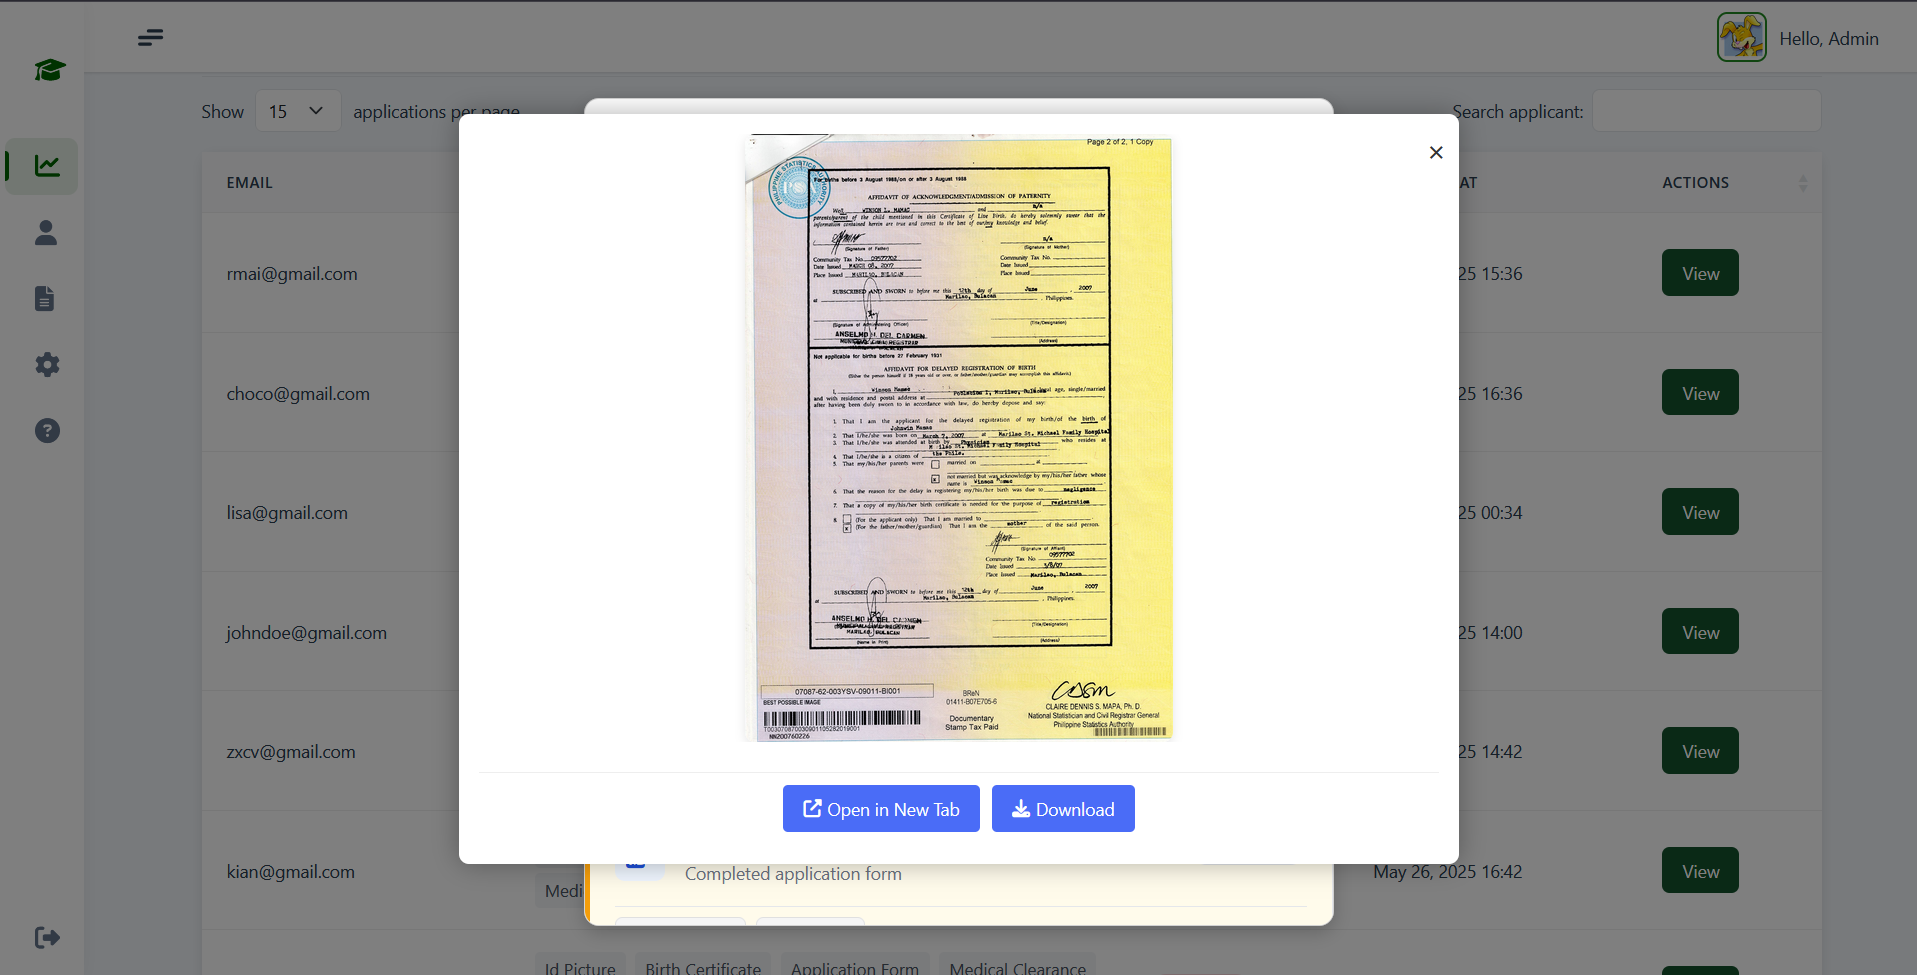 Hello, Admin
Show 15 applications per page
Search applicant:
EMAIL
AT
ACTIONS
rmai@gmail.com
25 15:36
View
choco@gmail.com
25 16:36
View
lisa@gmail.com
25 00:34
View
johndoe@gmail.com
25 14:00
View
zxcv@gmail.com
25 14:42
View
kian@gmail.com
Medi
May 26, 2025 16:42
View
Id Picture
Birth Certificate
Application Form
Medical Clearance
×
Page 2 of 2, 1 Copy
PHILIPPINE STATISTICS AUTHORITY
PSA
For births before 3 August 1988/on or after 3 August 1988
AFFIDAVIT OF ACKNOWLEDGMENT/ADMISSION OF PATERNITY
We/I, WINSON L. MAMAC and n/a
parents/parent of the child mentioned in this Certificate of Live Birth, do hereby solemnly swear that the
information contained herein are true and correct to the best of our/my knowledge and belief.
n/a
(Signature of Father)
(Signature of Mother)
Community Tax No. 09577702
Community Tax No.
Date Issued MARCH 08, 2007
Date Issued
Place Issued MARILAO, BULACAN
Place Issued
SUBSCRIBED AND SWORN to before me this 12th day of June, 2007
at Marilao, Bulacan, Philippines.
(Signature of Administering Officer)
(Title/Designation)
ANSELMO H. DEL CARMEN
(Address)
Not applicable for births before 27 February 1931
AFFIDAVIT FOR DELAYED REGISTRATION OF BIRTH
(Either the person himself if 18 years old or over, or father/mother/guardian may accomplish this affidavit)
I, Winson Mamac of legal age, single/married
and with residence and postal address at Poblacion I, Marilao, Bulacan
after having been duly sworn to in accordance with law, do hereby depose and say:
1. That I am the applicant for the delayed registration of my birth/of the birth of
Johnwin Mamac
2. That I/he/she was born on March 7, 2007 at Marilao St. Michael Family Hospital
3. That I/he/she was attended at birth by Physician who resides at
St. Michael Family Hospital
4. That I/he/she is a citizen of the Phils.
5. That my/his/her parents were married on at
x not married but was acknowledge by my/his/her father whose
name is Winson Mamac
6. That the reason for the delay in registering my/his/her birth was due to negligence
7. That a copy of my/his/her birth certificate is needed for the purpose of registration
8. (For the applicant only) That I am married to
x (For the father/mother/guardian) That I am the mother of the said person.
(Signature of Affiant)
Community Tax No. 09577702
Date Issued 3/8/07
Place Issued Marilao, Bulacan
SUBSCRIBED AND SWORN to before me this 12th day of June, 2007
at Marilao, Bulacan, Philippines.
ANSELMO H. DEL CARMEN
(Title/Designation)
MARILAO, BULACAN
(Name in Print)
(Address)
07087-62-003YSV-09011-BI001
BEST POSSIBLE IMAGE
BReN
01411-B07E705-6
Documentary
Stamp Tax Paid
CLAIRE DENNIS S. MAPA, Ph. D.
National Statistician and Civil Registrar General
Philippine Statistics Authority
NN200760226
Open in New Tab
Download
Completed application form